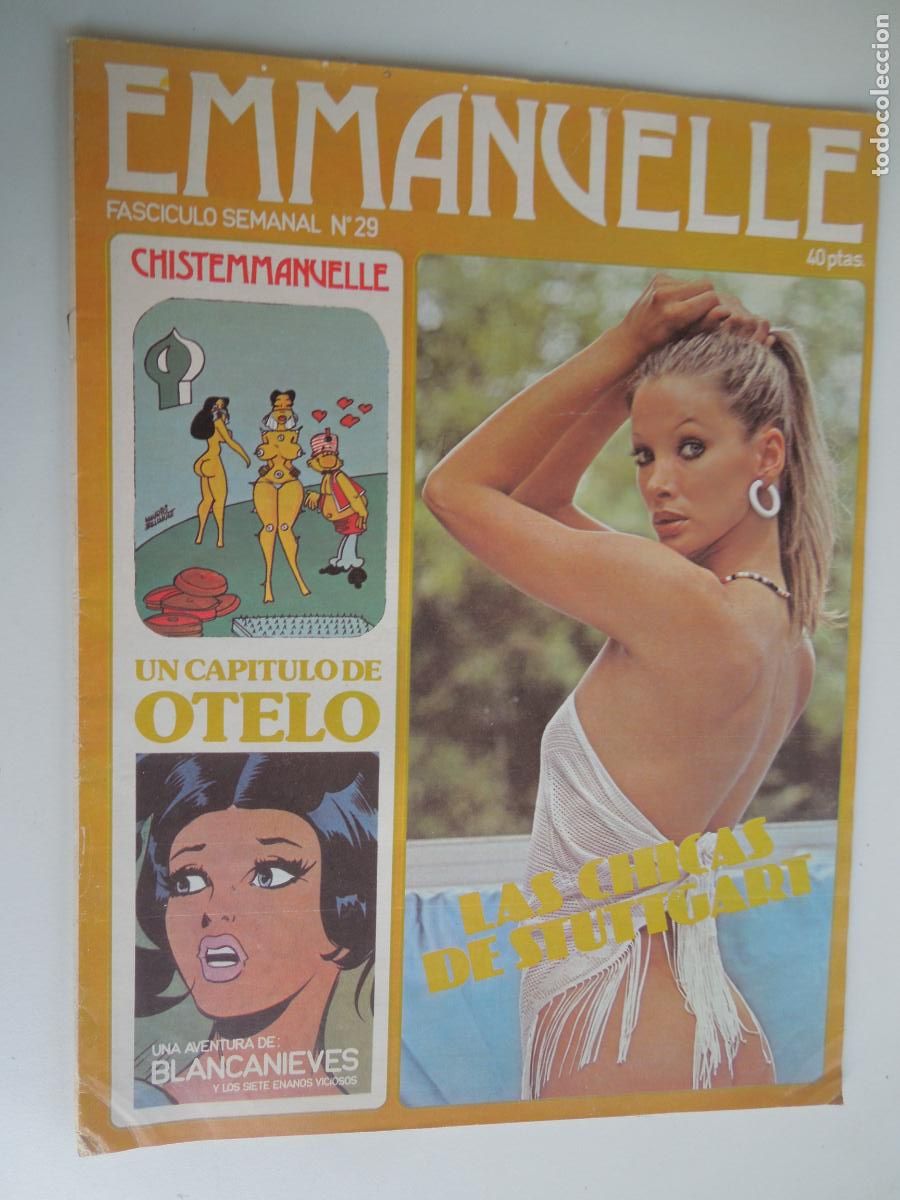 EMMANUELLE
FASCICULO SEMANAL Nº 29
40 ptas.
CHISTEMMANUELLE
UN CAPITULO DE
OTELO
UNA AVENTURA DE:
BLANCANIEVES
Y LOS SIETE ENANOS VICIOSOS
LAS CHICAS
DE STUTTGART
todocoleccion